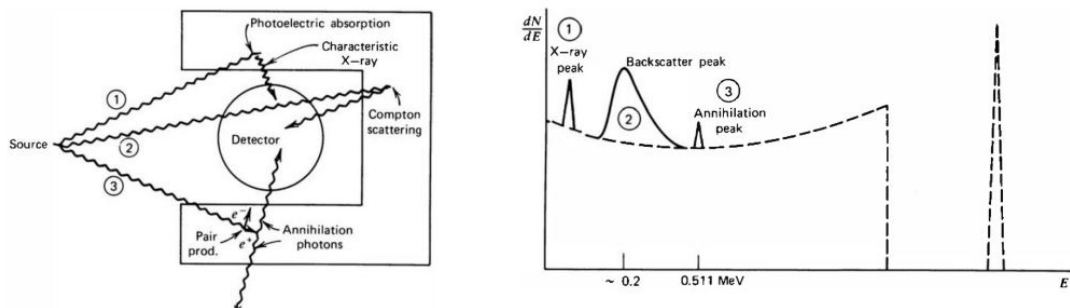 Photoelectric absorption
Characteristic
X–ray
①
Compton
scattering
Source
②
Detector
③
e⁻
Pair
prod.
e⁺
Annihilation
photons
dN
dE
①
X–ray
peak
Backscatter peak
②
③
Annihilation
peak
~ 0.2
0.511 MeV
E